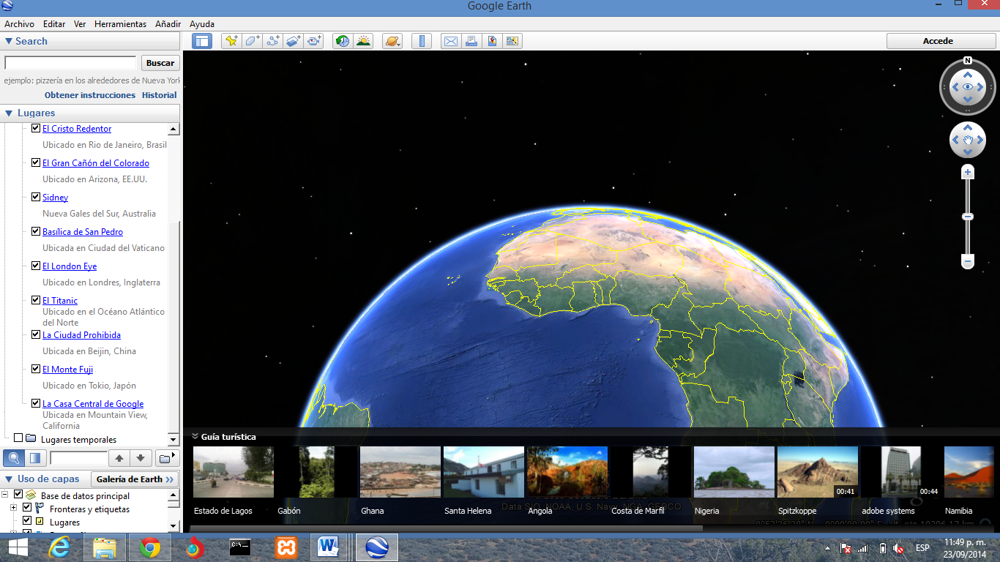 Google Earth
Archivo Editar Ver Herramientas Añadir Ayuda
Search
Accede
Buscar
ejemplo: pizzería en los alrededores de Nueva York
Obtener instrucciones Historial
N
Lugares
El Cristo Redentor
Ubicado en Rio de Janeiro, Brasil
El Gran Cañón del Colorado
Ubicado en Arizona, EE.UU.
Sidney
Nueva Gales del Sur, Australia
Basílica de San Pedro
Ubicada en Ciudad del Vaticano
El London Eye
Ubicado en Londres, Inglaterra
El Titanic
Ubicado en el Océano Atlántico
del Norte
La Ciudad Prohibida
Ubicada en Beijin, China
El Monte Fuji
Ubicado en Tokio, Japón
La Casa Central de Google
Ubicada en Mountain View,
California
Lugares temporales
Uso de capas
Galería de Earth »
Base de datos principal
Fronteras y etiquetas
Lugares
Guía turística
00:41
00:44
Estado de Lagos
Gabón
Ghana
Santa Helena
Angola
Costa de Marfil
Nigeria
Spitzkoppe
adobe systems
Namibia
Data SIO, NOAA, U.S. Navy, NGA, GEBCO
C:\
W
ESP
11:49 p. m.
23/09/2014